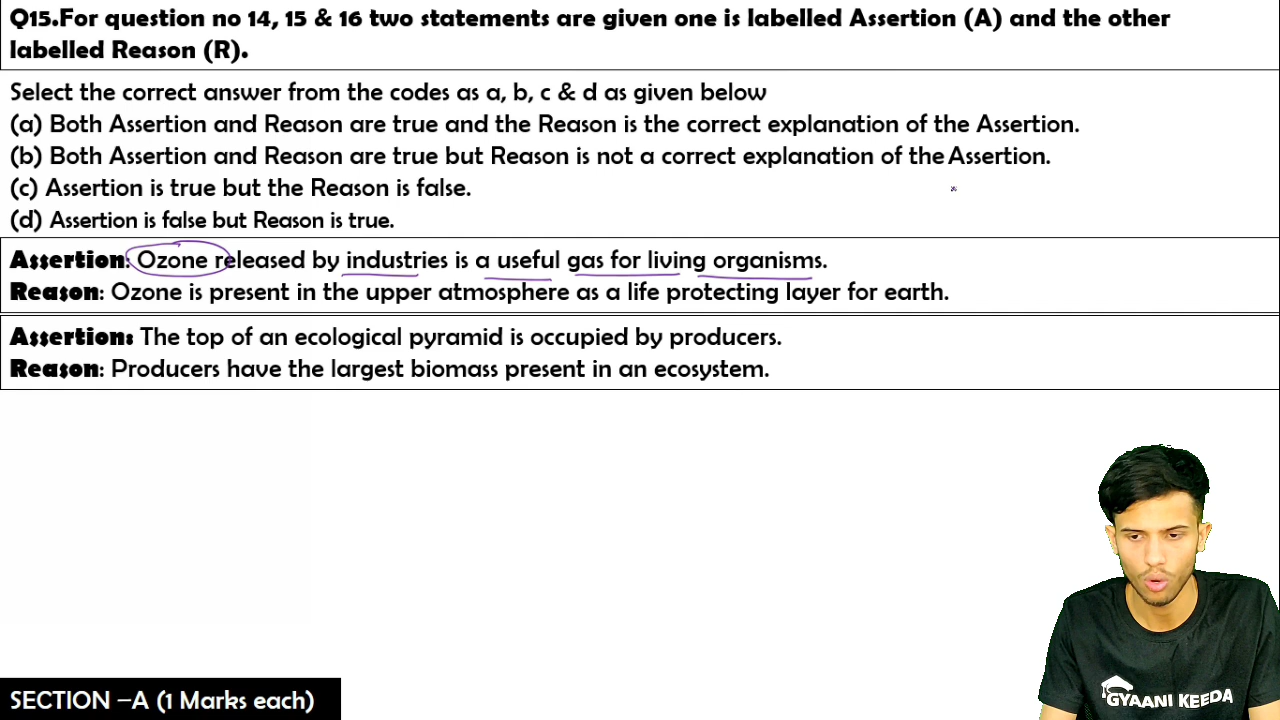 Q15.For question no 14, 15 & 16 two statements are given one is labelled Assertion (A) and the other
labelled Reason (R).
Select the correct answer from the codes as a, b, c & d as given below
(a) Both Assertion and Reason are true and the Reason is the correct explanation of the Assertion.
(b) Both Assertion and Reason are true but Reason is not a correct explanation of the Assertion.
(c) Assertion is true but the Reason is false.
(d) Assertion is false but Reason is true.
Assertion: Ozone released by industries is a useful gas for living organisms.
Reason: Ozone is present in the upper atmosphere as a life protecting layer for earth.
Assertion: The top of an ecological pyramid is occupied by producers.
Reason: Producers have the largest biomass present in an ecosystem.
GYAANI KEEDA
SECTION –A (1 Marks each)